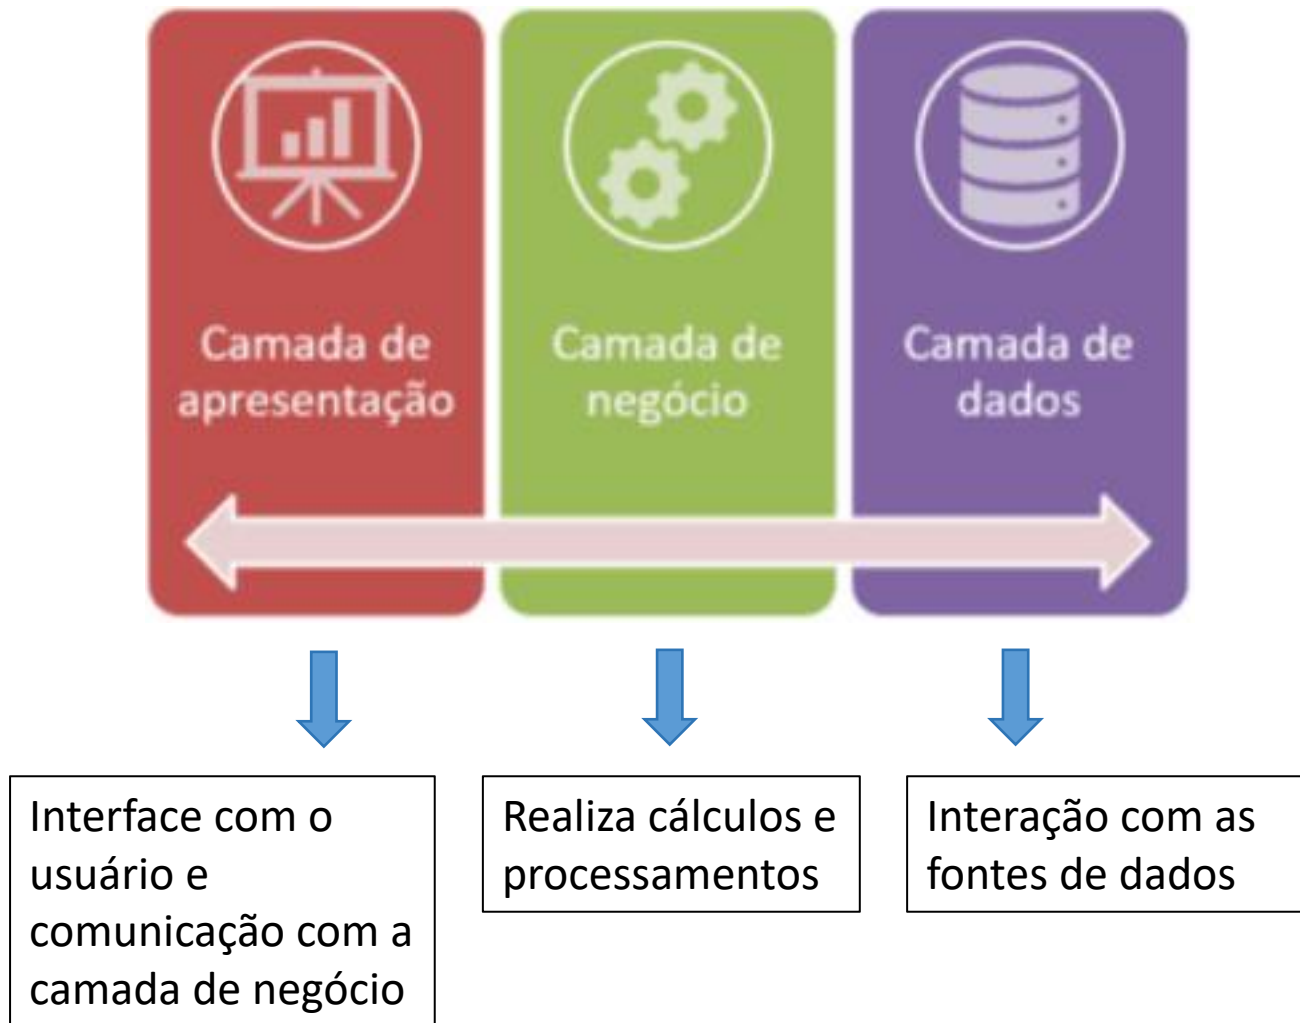 Camada de
apresentação
Camada de
negócio
Camada de
dados
Interface com o
usuário e
comunicação com a
camada de negócio
Realiza cálculos e
processamentos
Interação com as
fontes de dados